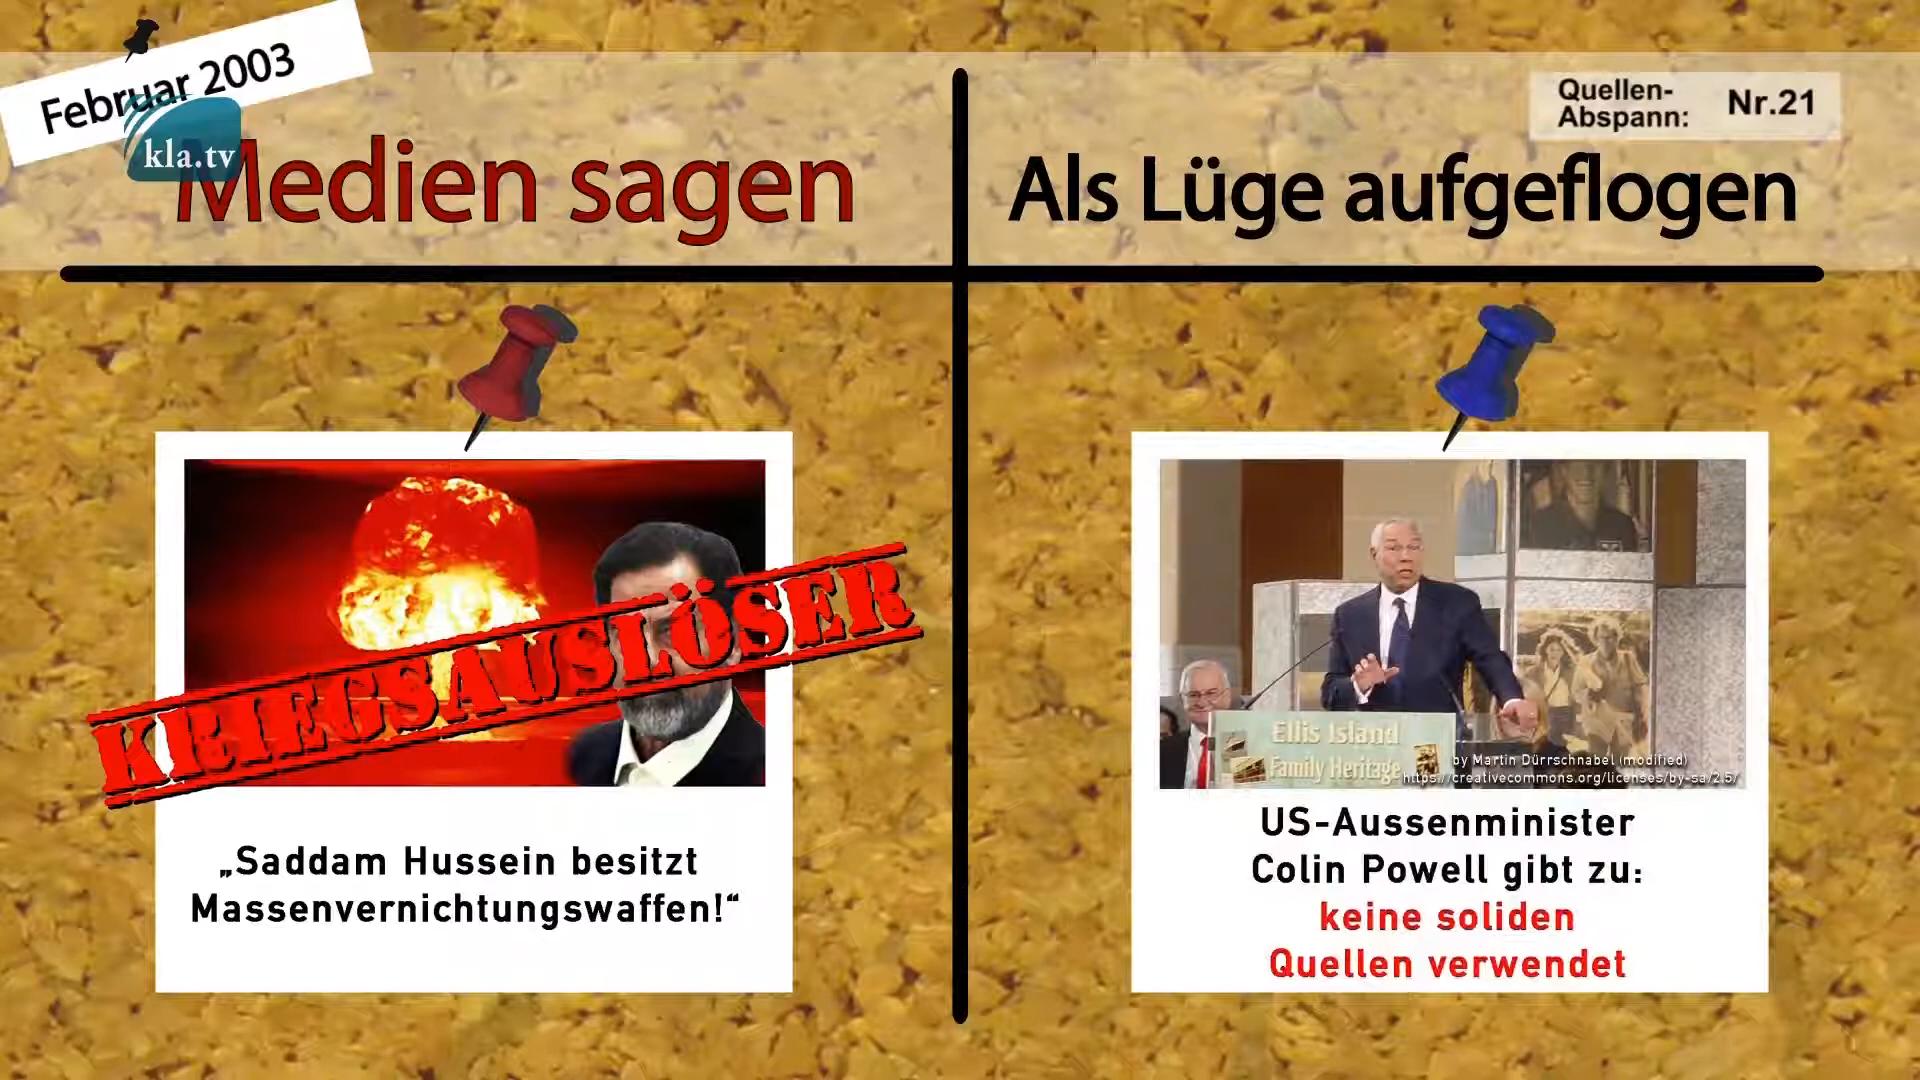 Februar 2003
kla.tv
Medien sagen
Quellen-
Abspann:
Nr.21
Als Lüge aufgeflogen
KRIEGSAUSLÖSER
„Saddam Hussein besitzt
Massenvernichtungswaffen!“
Ellis Island
Family Heritage
by Martin Dürrschnabel (modified)
https://creativecommons.org/licenses/by-sa/2.5/
US-Aussenminister
Colin Powell gibt zu:
keine soliden
Quellen verwendet